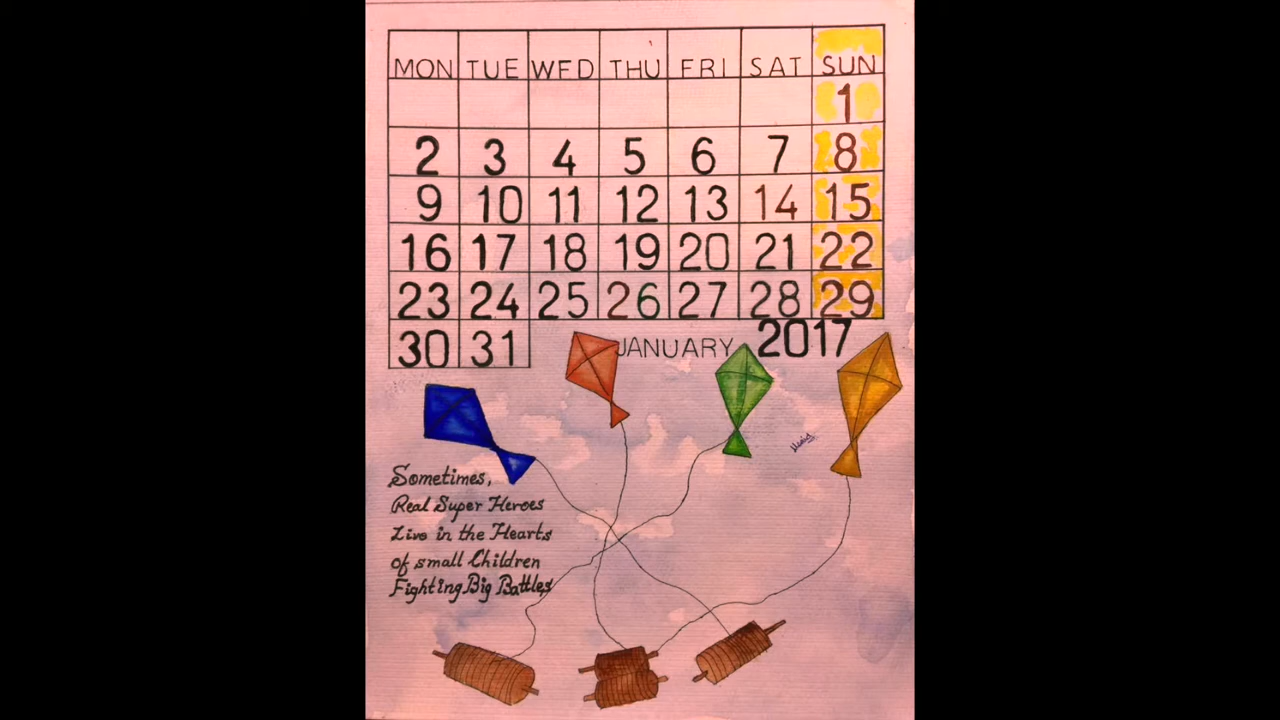 MON TUE WED THU FRI SAT SUN
1
2 3 4 5 6 7 8
9 10 11 12 13 14 15
16 17 18 19 20 21 22
23 24 25 26 27 28 29
30 31
JANUARY 2017
Sometimes,
Real Super Heroes
Live in the Hearts
of small Children
Fighting Big Battles